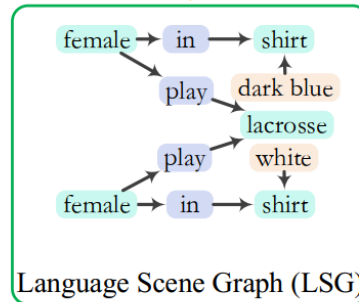 female in shirt
play dark blue
lacrosse
play white
female in shirt
Language Scene Graph (LSG)